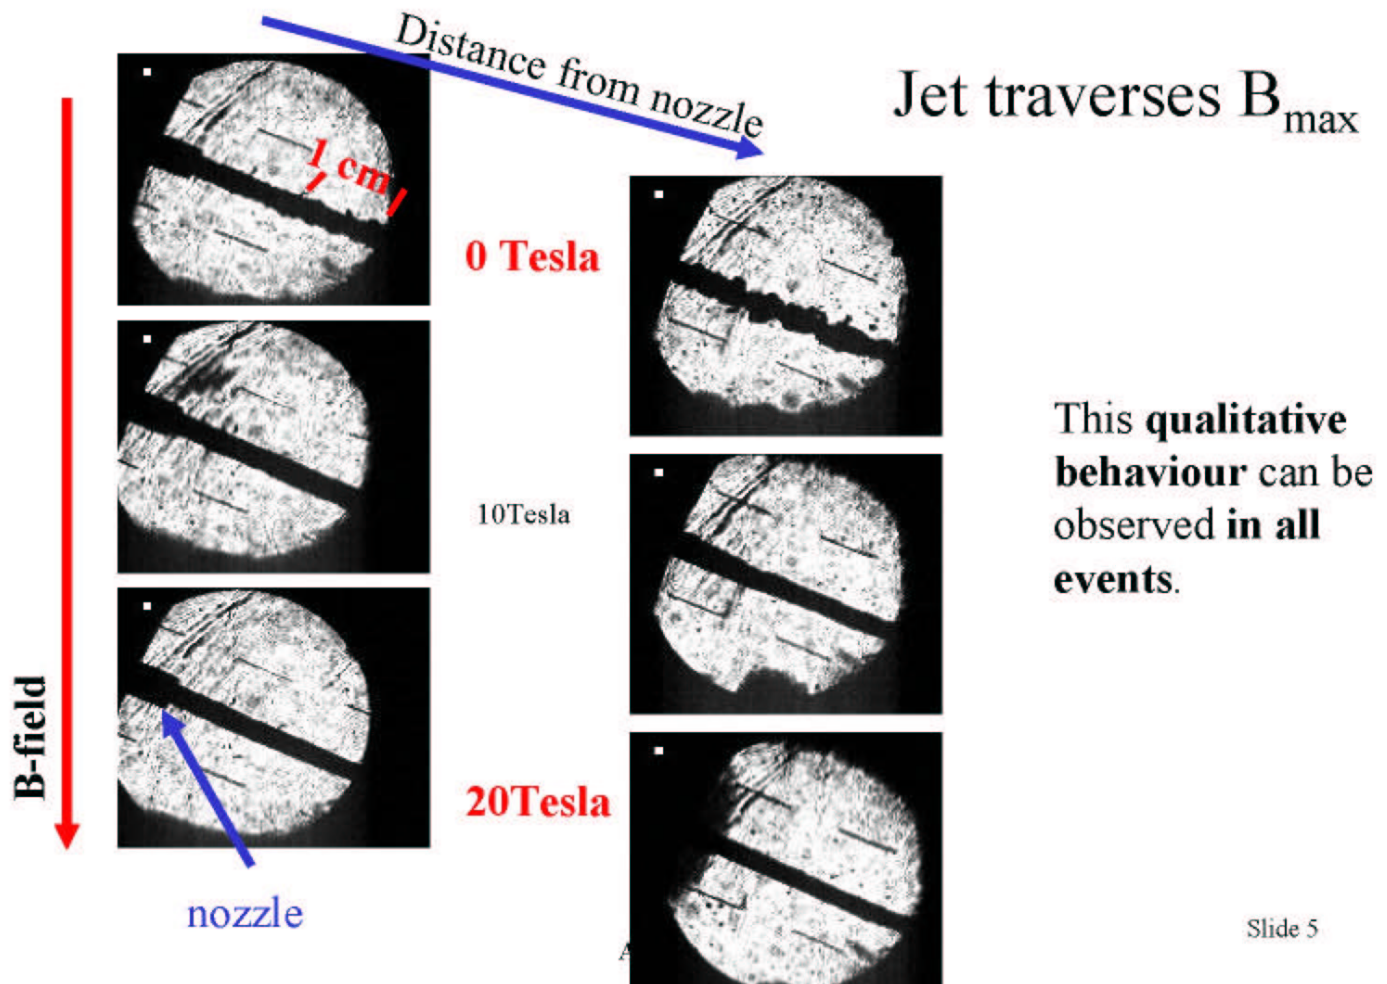 Distance from nozzle
Jet traverses Bmax
1 cm
0 Tesla
This qualitative
behaviour can be
observed in all
events.
10Tesla
B-field
20Tesla
nozzle
Slide 5
A